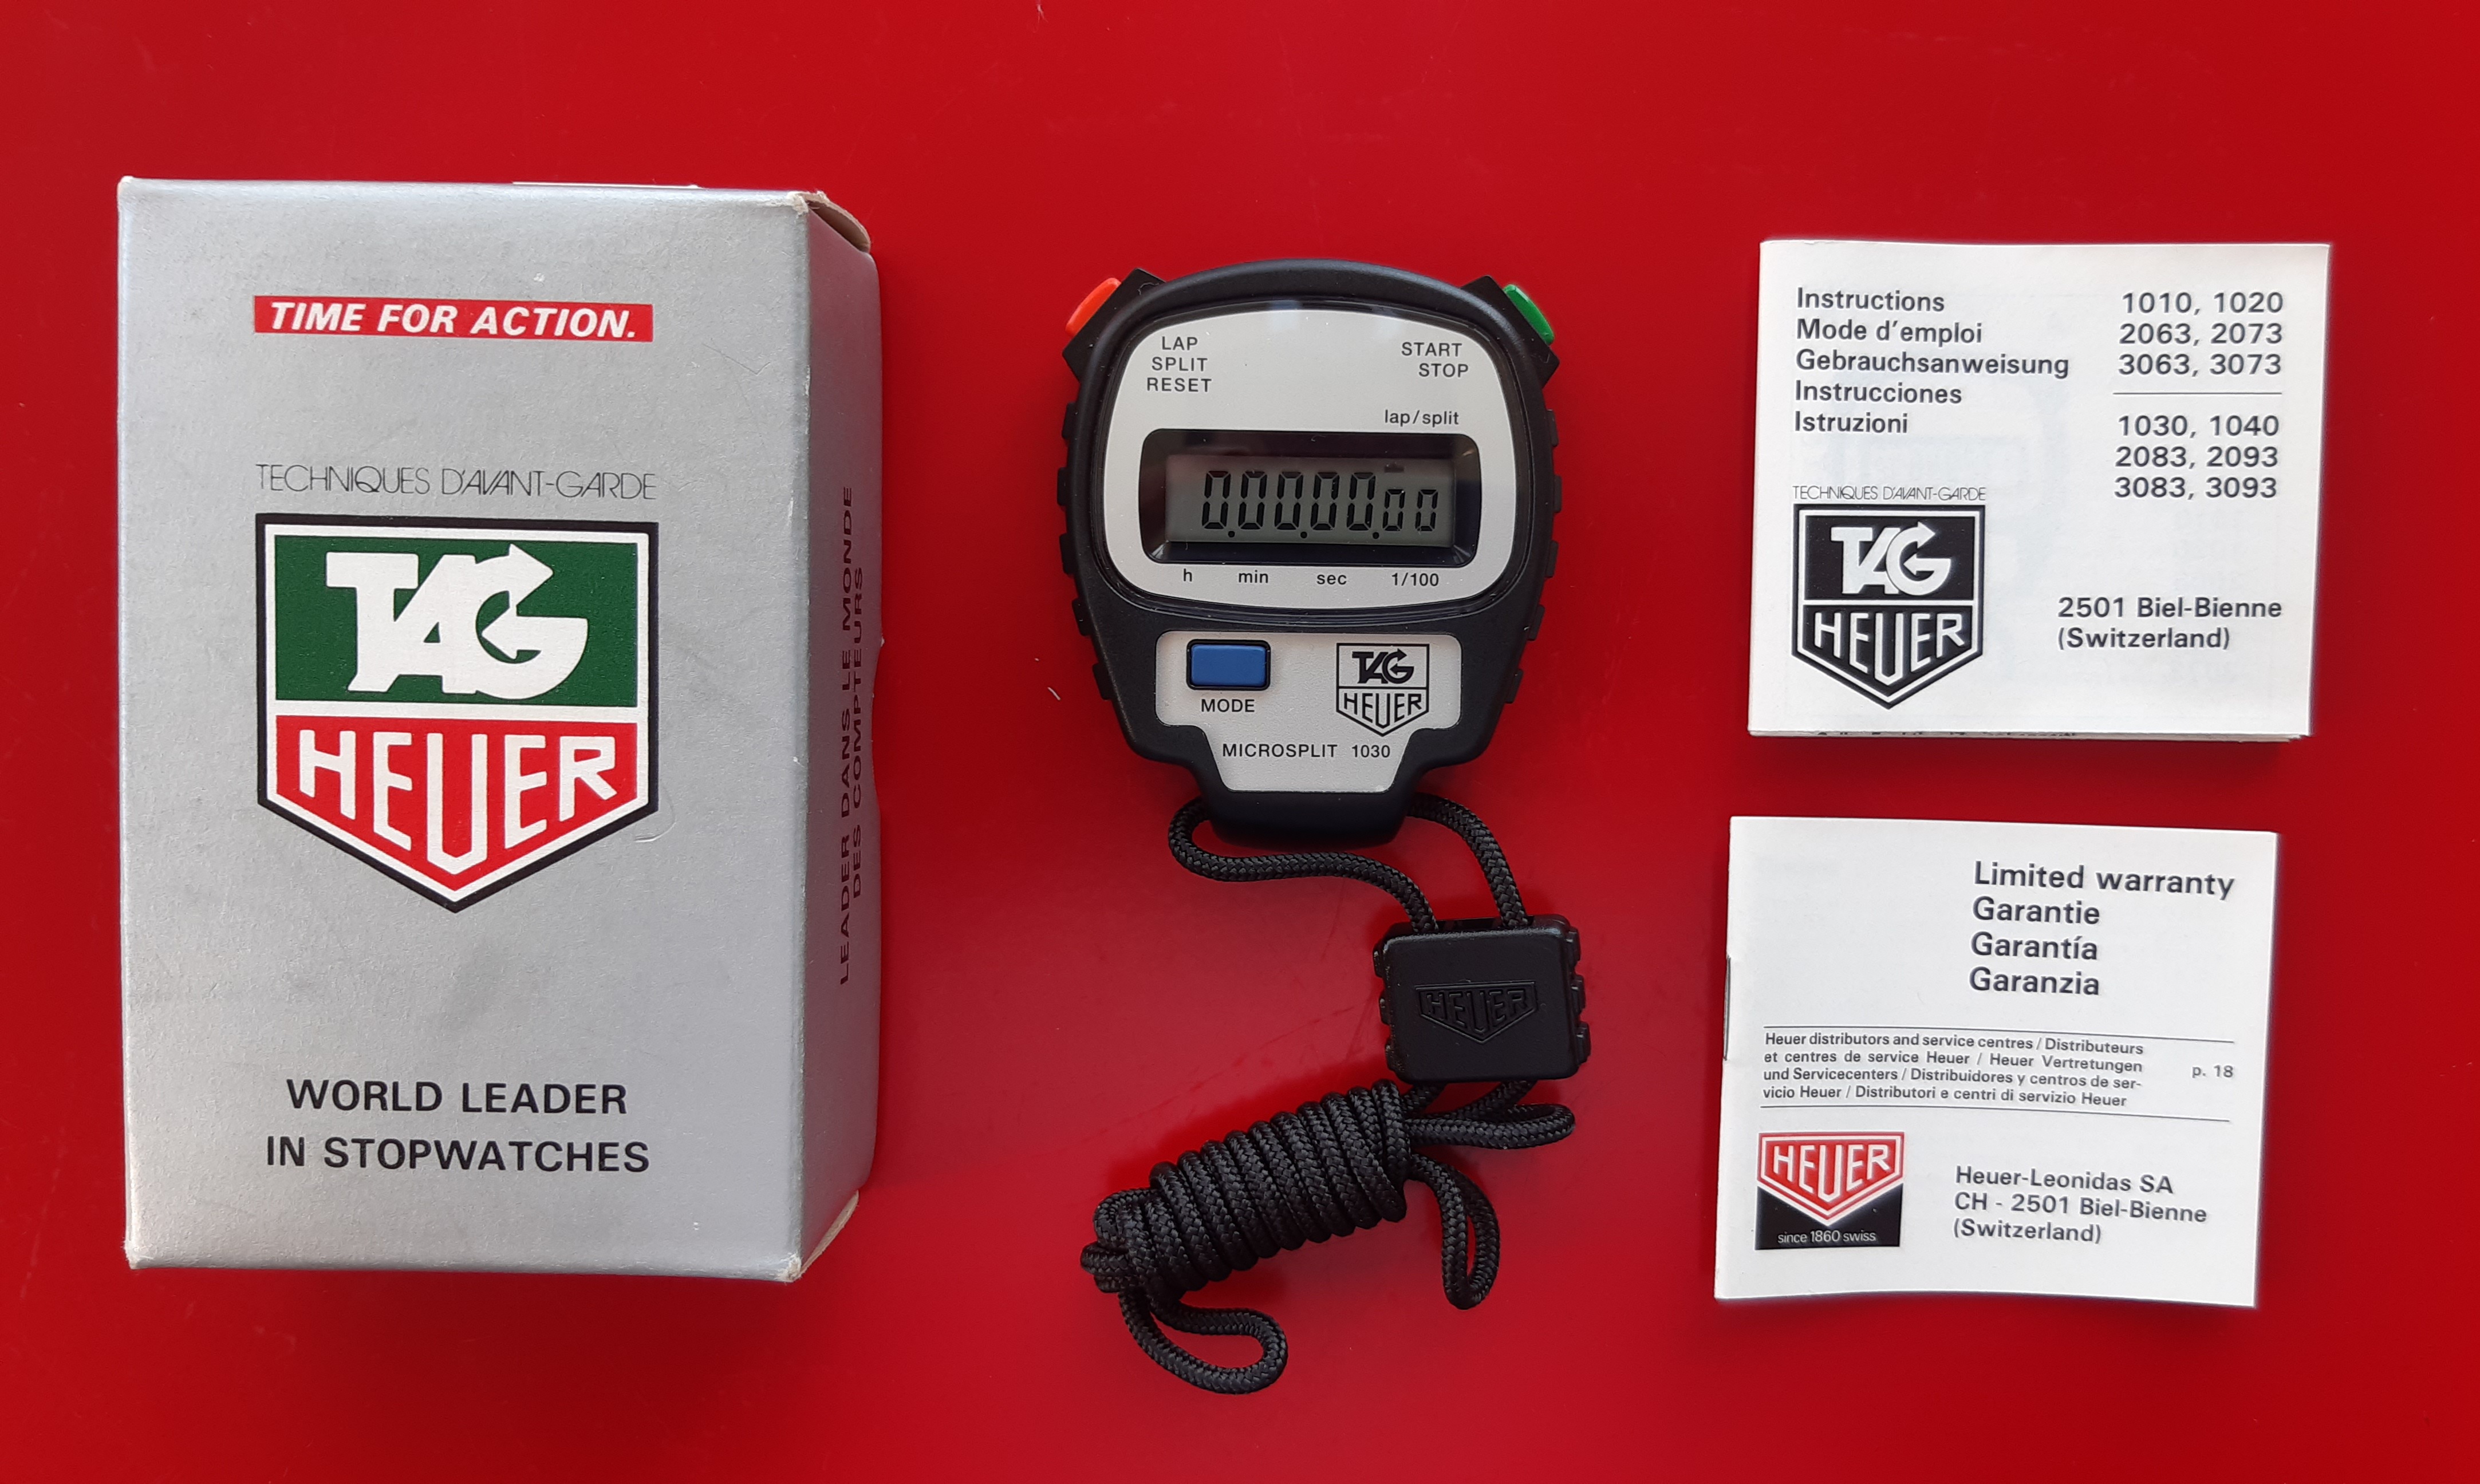 TIME FOR ACTION.
TECHNIQUES D'AVANT-GARDE
TAG
HEUER
WORLD LEADER
IN STOPWATCHES
LEADER DANS LE MONDE
DES COMPTEURS
LAP
SPLIT
RESET
START
STOP
lap/split
0.00.00.00
h min sec 1/100
MODE
TAG
HEUER
MICROSPLIT 1030
HEUER
Instructions 1010, 1020
Mode d'emploi 2063, 2073
Gebrauchsanweisung 3063, 3073
Instrucciones
Istruzioni 1030, 1040
2083, 2093
3083, 3093
TECHNIQUES D'AVANT-GARDE
TAG
HEUER
2501 Biel-Bienne
(Switzerland)
Limited warranty
Garantie
Garantía
Garanzia
Heuer distributors and service centres / Distributeurs
et centres de service Heuer / Heuer Vertretungen
und Servicecenters / Distribuidores y centros de ser-
vicio Heuer / Distributori e centri di servizio Heuer
p. 18
HEUER
since 1860 swiss
Heuer-Leonidas SA
CH - 2501 Biel-Bienne
(Switzerland)